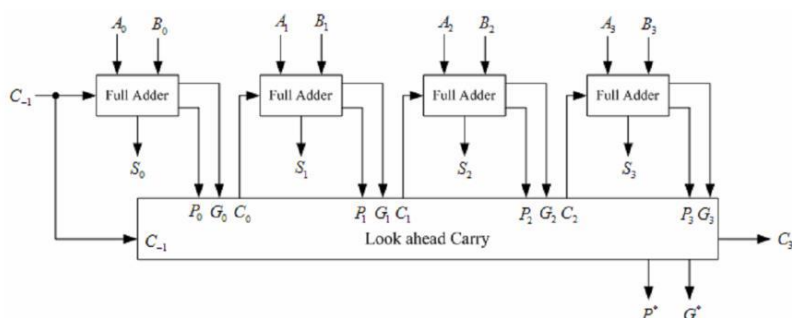 A₀ B₀ A₁ B₁ A₂ B₂ A₃ B₃
C₋₁ Full Adder Full Adder Full Adder Full Adder
S₀ S₁ S₂ S₃
P₀ G₀ C₀ P₁ G₁ C₁ P₂ G₂ C₂ P₃ G₃
C₋₁ Look ahead Carry C₃
P* G*